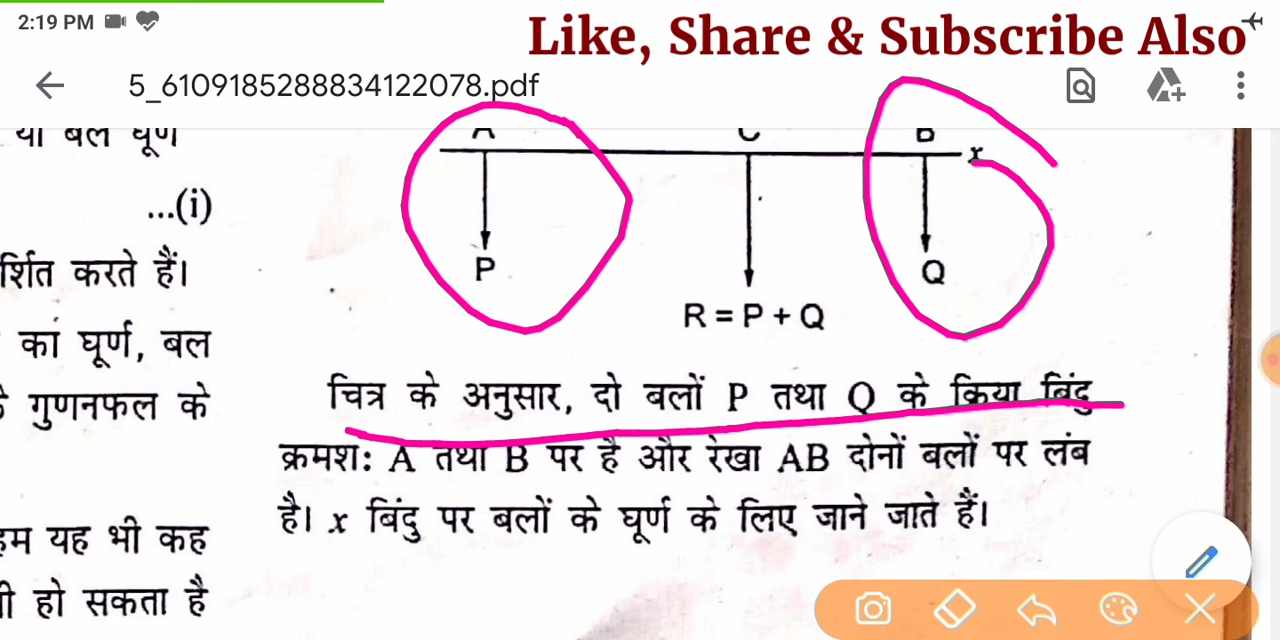 2:19 PM
Like, Share & Subscribe Also
5_6109185288834122078.pdf
या बल घूर्ण
A C B
x
...(i)
P
Q
र्शित करते हैं।
R = P + Q
का घूर्ण, बल
गुणनफल के
चित्र के अनुसार, दो बलों P तथा Q के क्रिया बिंदु
क्रमशः A तथा B पर है और रेखा AB दोनों बलों पर लंब
है। x बिंदु पर बलों के घूर्ण के लिए जाने जाते हैं।
हम यह भी कह
ी हो सकता है